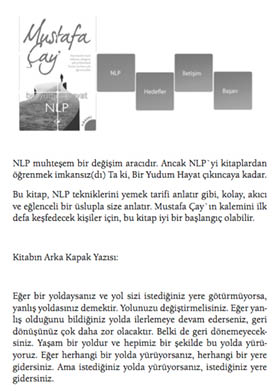 Mustafa
Çay
NLP
NLP
Hedefler
İletişim
Başarı
NLP muhteşem bir değişim aracıdır. Ancak NLP`yi kitaplardan
öğrenmek imkansız(dı) Ta ki, Bir Yudum Hayat çıkıncaya kadar.
Bu kitap, NLP tekniklerini yemek tarifi anlatır gibi, kolay, akıcı
ve eğlenceli bir üslupla size anlatır. Mustafa Çay`ın kalemini ilk
defa keşfedecek kişiler için, bu kitap iyi bir başlangıç olabilir.
Kitabın Arka Kapak Yazısı:
Eğer bir yoldaysanız ve yol sizi istediğiniz yere götürmüyorsa,
yanlış yoldasınız demektir. Yolunuzu değiştirmelisiniz. Eğer yan-
lış olduğunu bildiğiniz yolda ilerlemeye devam ederseniz, geri
dönüşünüz çok daha zor olacaktır. Belki de geri dönemeyecek-
siniz. Yaşam bir yoldur ve hepimiz bir şekilde bu yolda yürü-
yoruz. Eğer herhangi bir yolda yürüyorsanız, herhangi bir yere
gidersiniz. Ama istediğiniz yolda yürüyorsanız, istediğiniz yere
gidersiniz.